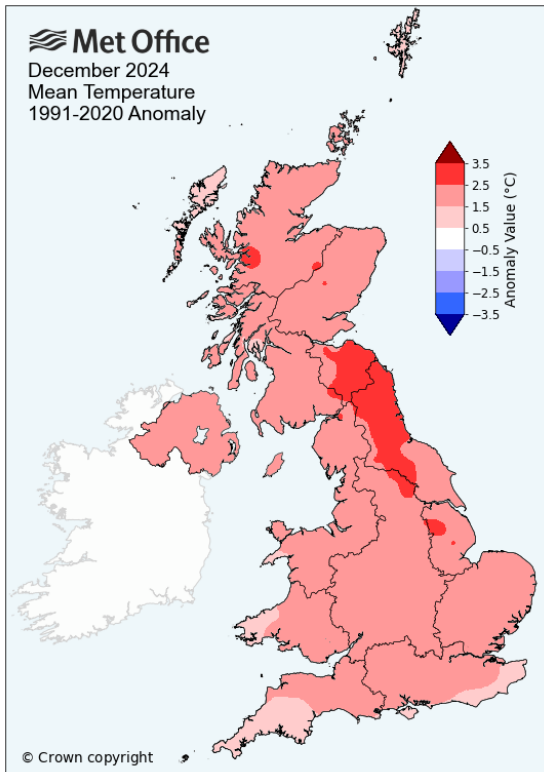 Met Office
December 2024
Mean Temperature
1991-2020 Anomaly
3.5
2.5
1.5
0.5
−0.5
−1.5
−2.5
−3.5
Anomaly Value (°C)
© Crown copyright